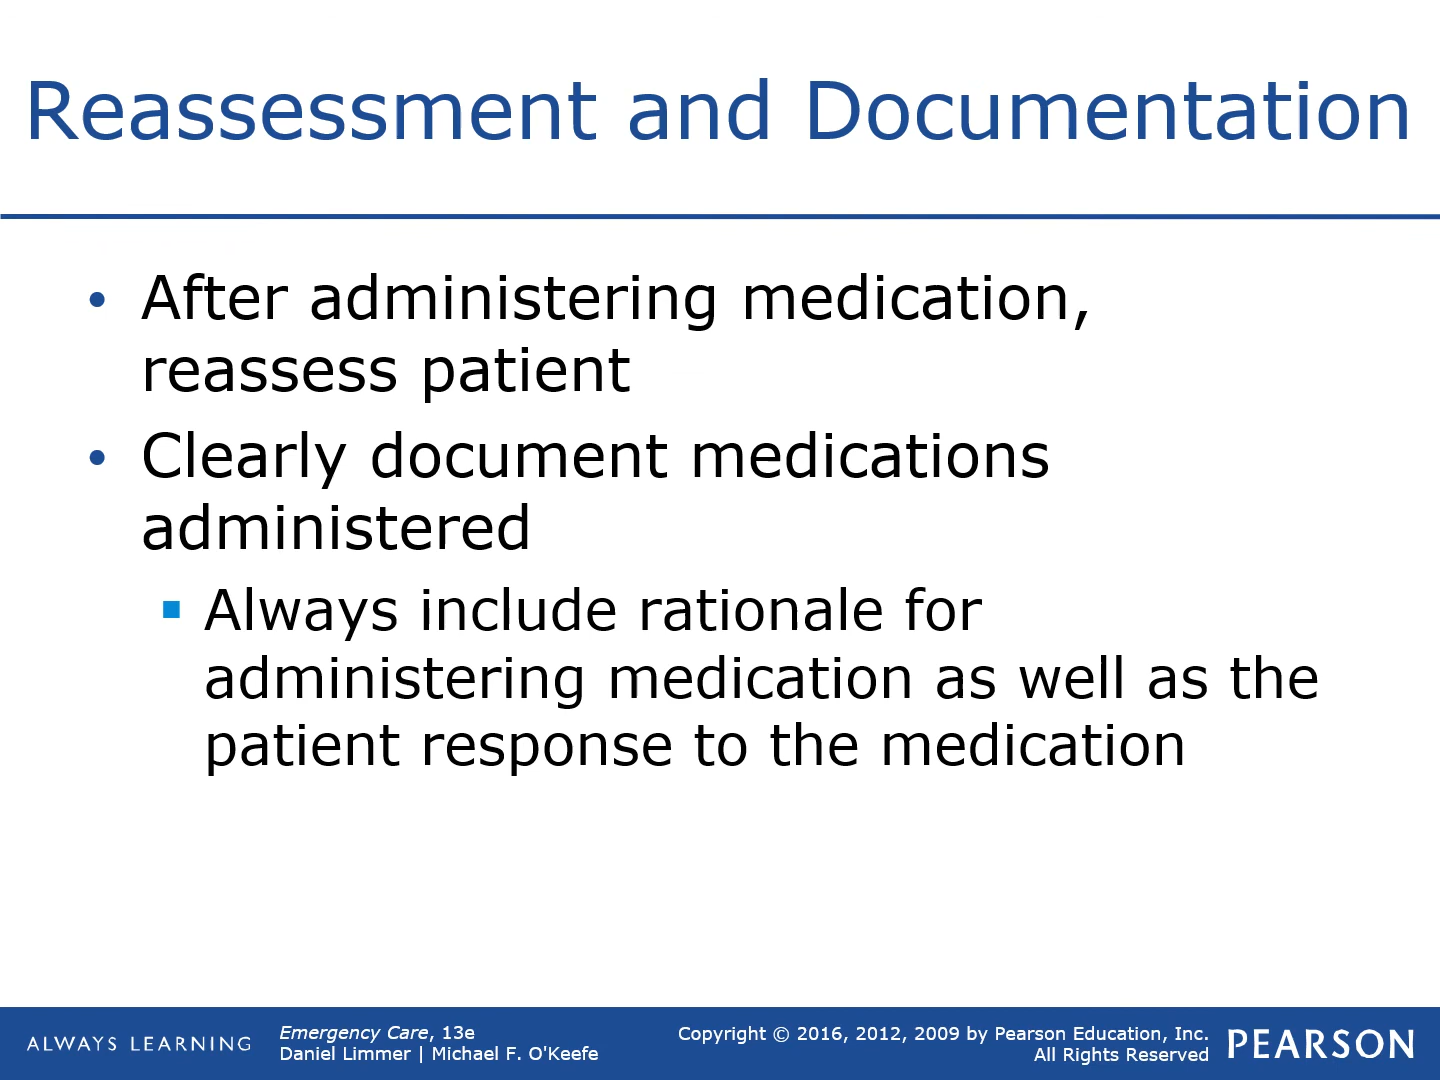 Reassessment and Documentation
• After administering medication,
reassess patient
• Clearly document medications
administered
▪ Always include rationale for
administering medication as well as the
patient response to the medication
ALWAYS LEARNING
Emergency Care, 13e
Daniel Limmer | Michael F. O'Keefe
Copyright © 2016, 2012, 2009 by Pearson Education, Inc.
All Rights Reserved
PEARSON